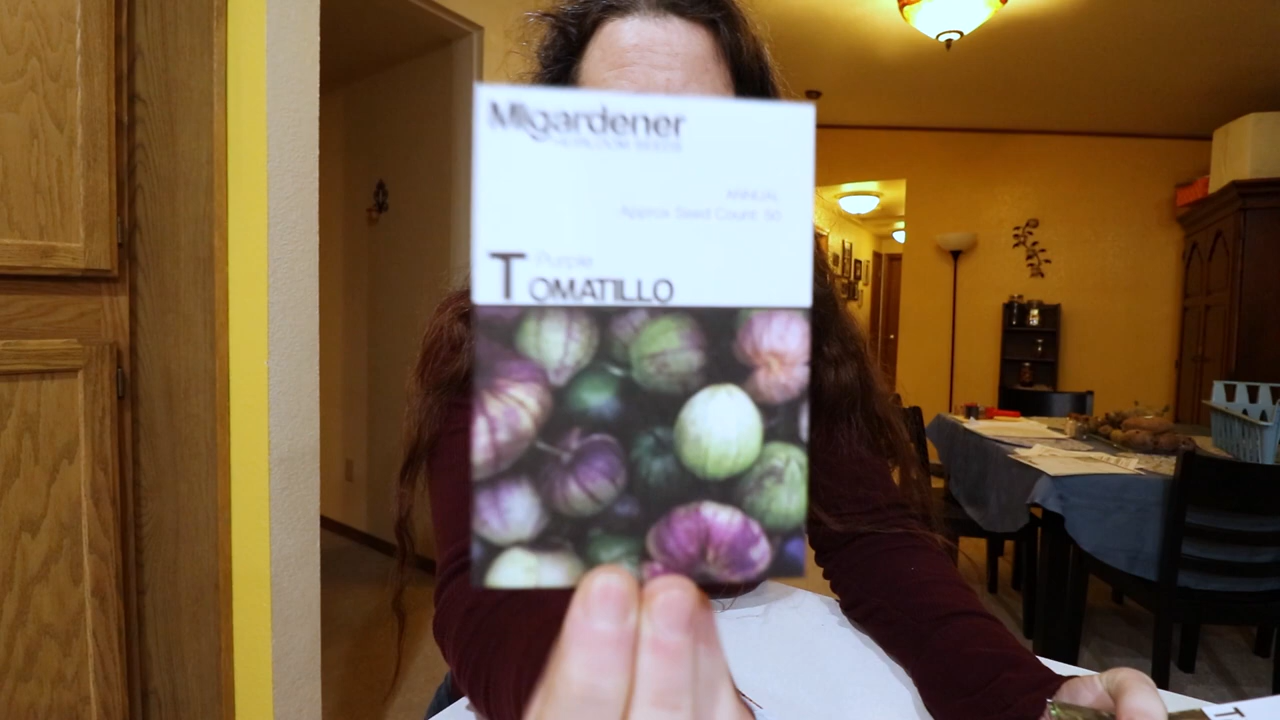 MIgardener
HEIRLOOM SEEDS
ANNUAL
Approx Seed Count: 50
Purple
TOMATILLO
T